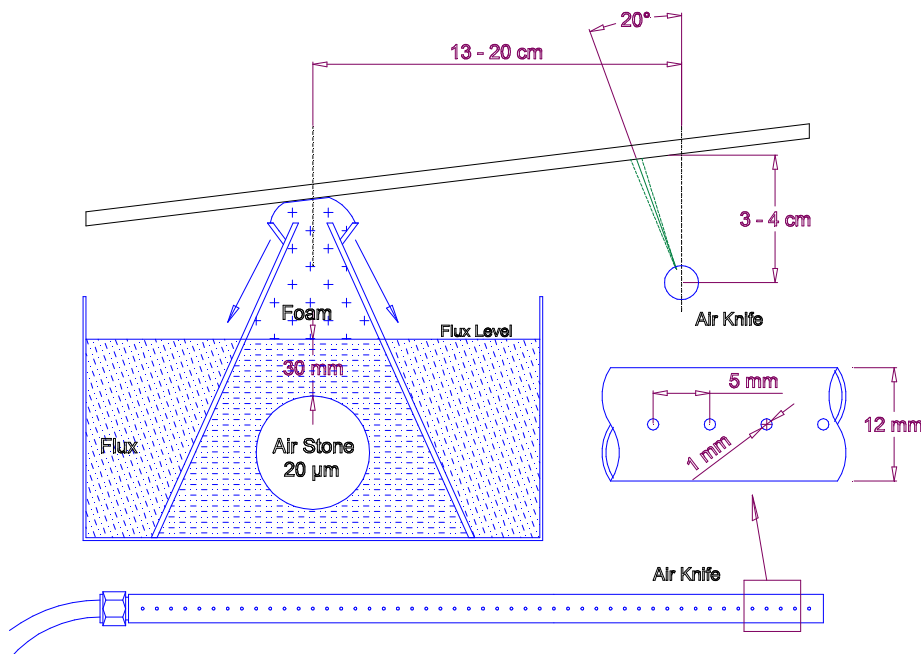 20°
13 - 20 cm
3 - 4 cm
Air Knife
Foam
Flux Level
30 mm
Flux
Air Stone
20 µm
5 mm
12 mm
1 mm
Air Knife